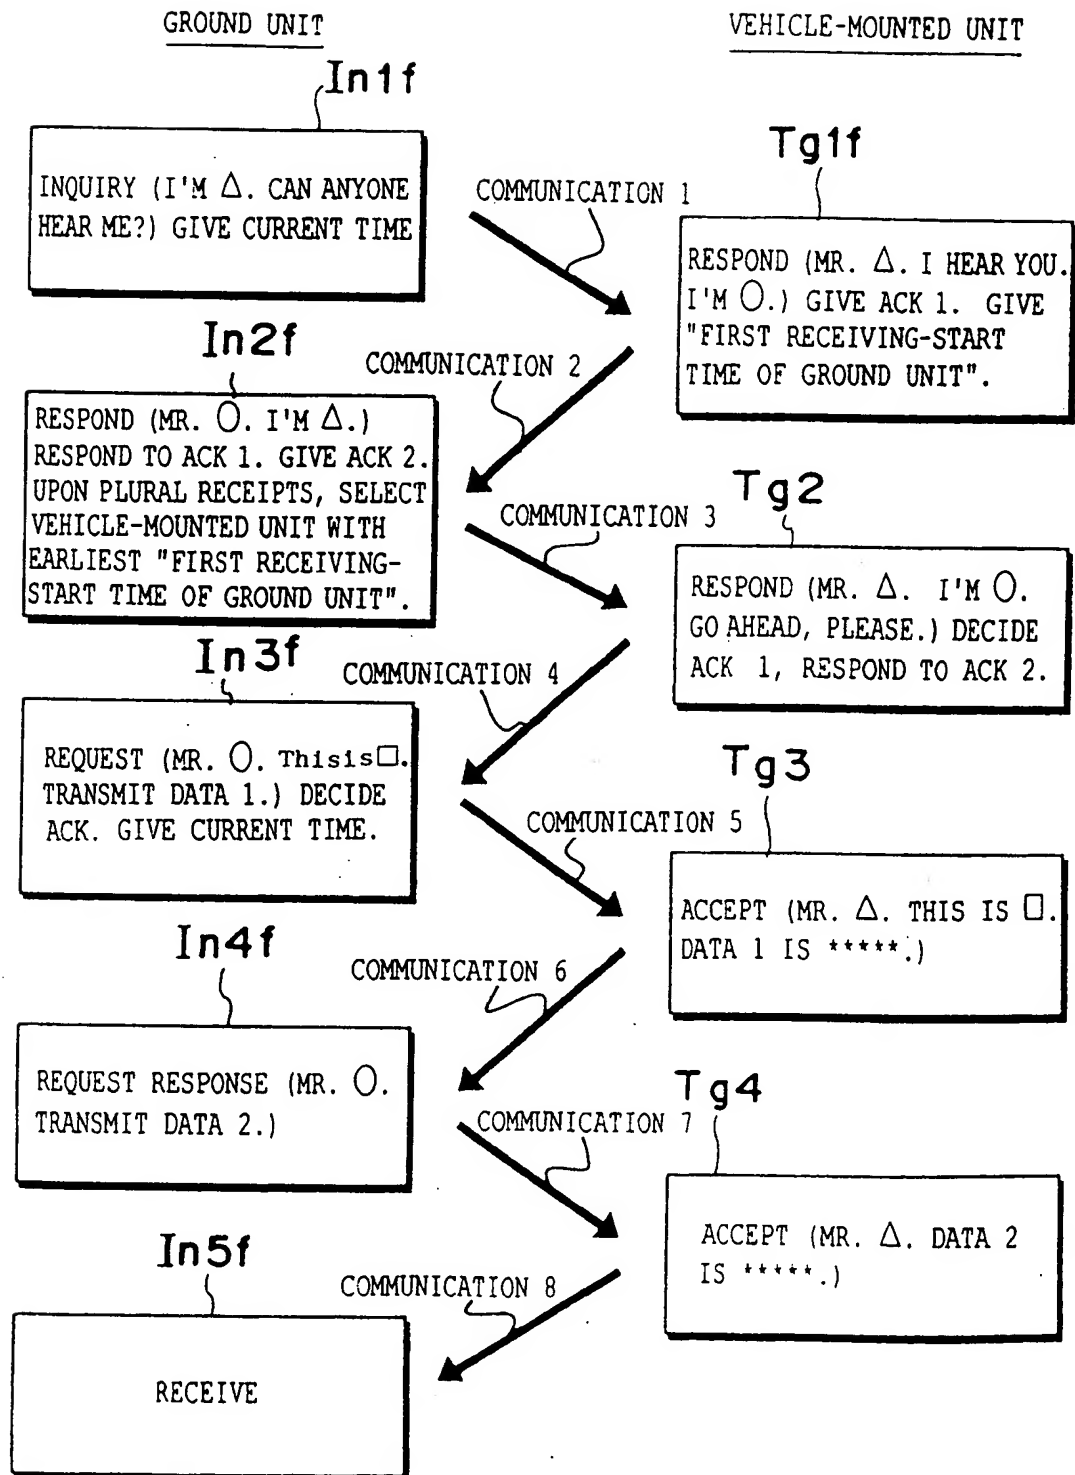 GROUND UNIT
VEHICLE-MOUNTED UNIT
In1f
INQUIRY (I'M △. CAN ANYONE
HEAR ME?) GIVE CURRENT TIME
COMMUNICATION 1
Tg1f
RESPOND (MR. △. I HEAR YOU.
I'M ○.) GIVE ACK 1. GIVE
"FIRST RECEIVING-START
TIME OF GROUND UNIT".
COMMUNICATION 2
In2f
RESPOND (MR. ○. I'M △.)
RESPOND TO ACK 1. GIVE ACK 2.
UPON PLURAL RECEIPTS, SELECT
VEHICLE-MOUNTED UNIT WITH
EARLIEST "FIRST RECEIVING-
START TIME OF GROUND UNIT".
COMMUNICATION 3
Tg2
RESPOND (MR. △. I'M ○.
GO AHEAD, PLEASE.) DECIDE
ACK 1, RESPOND TO ACK 2.
COMMUNICATION 4
In3f
REQUEST (MR. ○. Thisis□.
TRANSMIT DATA 1.) DECIDE
ACK. GIVE CURRENT TIME.
COMMUNICATION 5
Tg3
ACCEPT (MR. △. THIS IS □.
DATA 1 IS *****.)
COMMUNICATION 6
In4f
REQUEST RESPONSE (MR. ○.
TRANSMIT DATA 2.)
COMMUNICATION 7
Tg4
ACCEPT (MR. △. DATA 2
IS *****.)
COMMUNICATION 8
In5f
RECEIVE